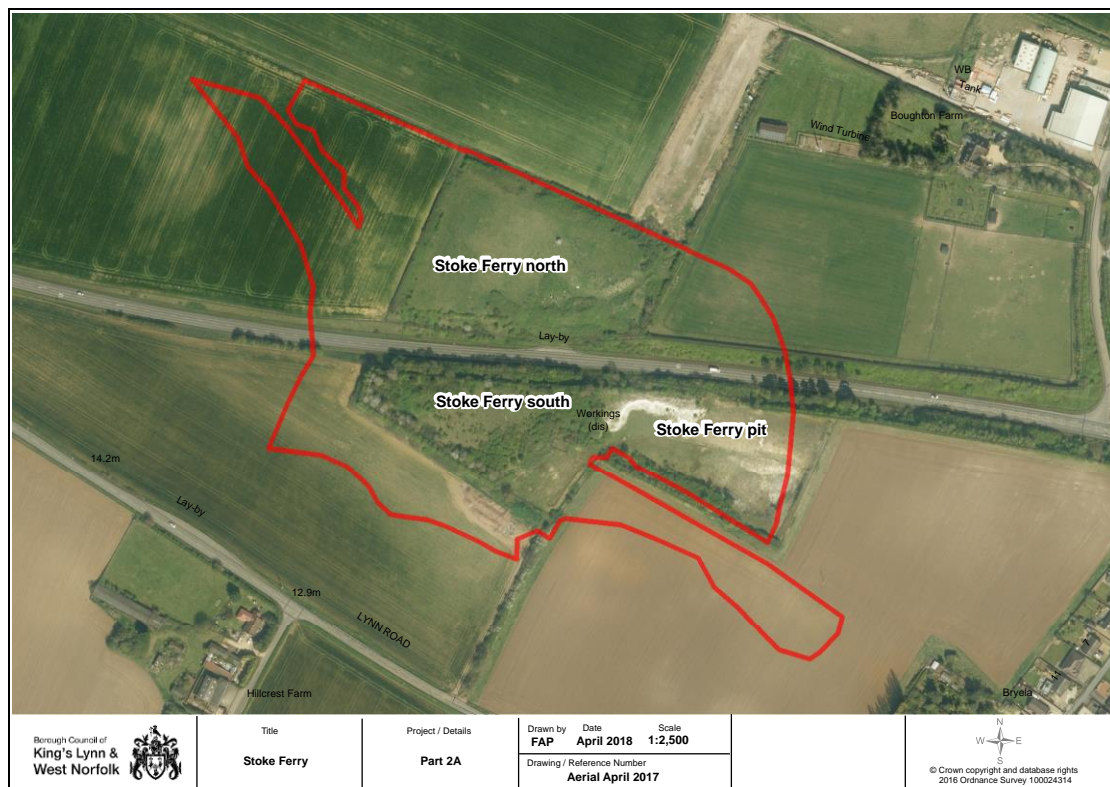 WB
Tank
Boughton Farm
Wind Turbine
Stoke Ferry north
Lay-by
Stoke Ferry south
Workings
(dis)
Stoke Ferry pit
14.2m
Lay-by
12.9m
LYNN ROAD
Hillcrest Farm
7
11
Bryela
Borough Council of
King's Lynn &
West Norfolk
Title
Stoke Ferry
Project / Details
Part 2A
Drawn by Date Scale
FAP April 2018 1:2,500
Drawing / Reference Number
Aerial April 2017
N
W E
S
© Crown copyright and database rights
2016 Ordnance Survey 100024314